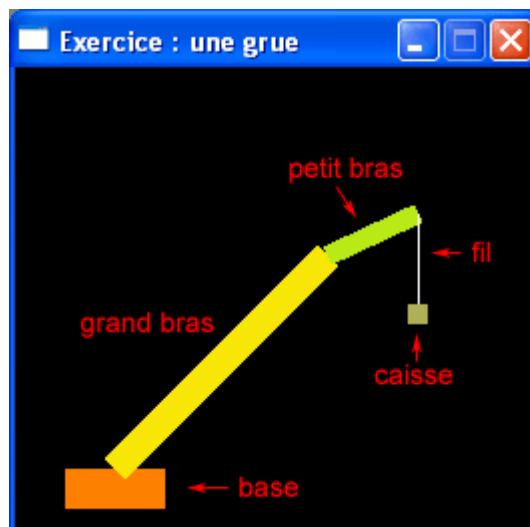 Exercice : une grue
petit bras
fil
grand bras
caisse
base